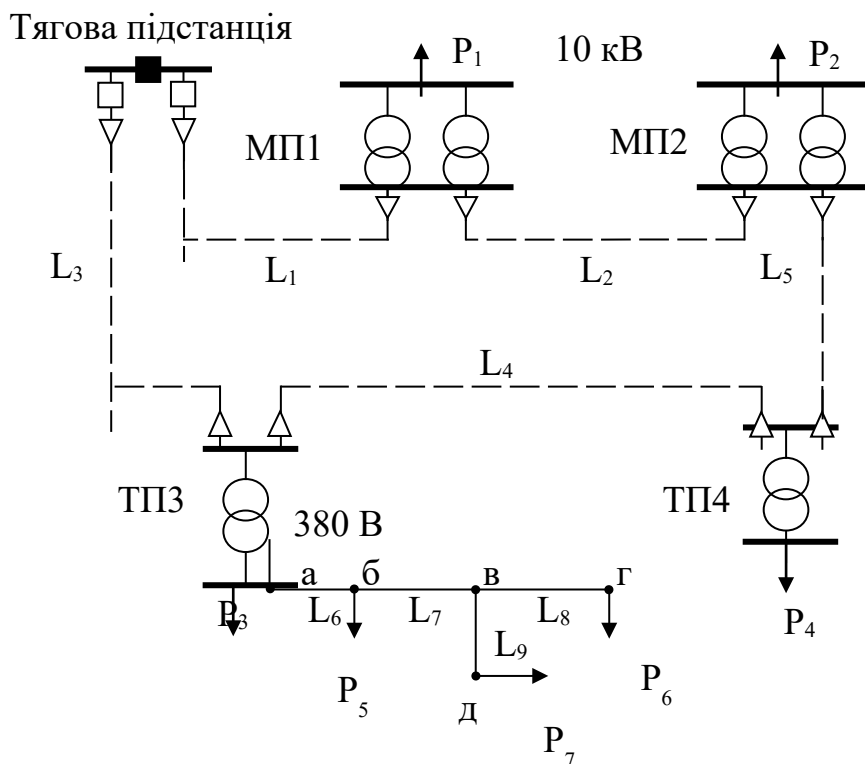 Тягова підстанція
P₁ 10 кВ P₂
МП1 МП2
L₃ L₁ L₂ L₅
L₄
ТП3 ТП4
380 В
а б в г
P₃ L₆ L₇ L₈ P₄
L₉
P₅ д P₆
P₇